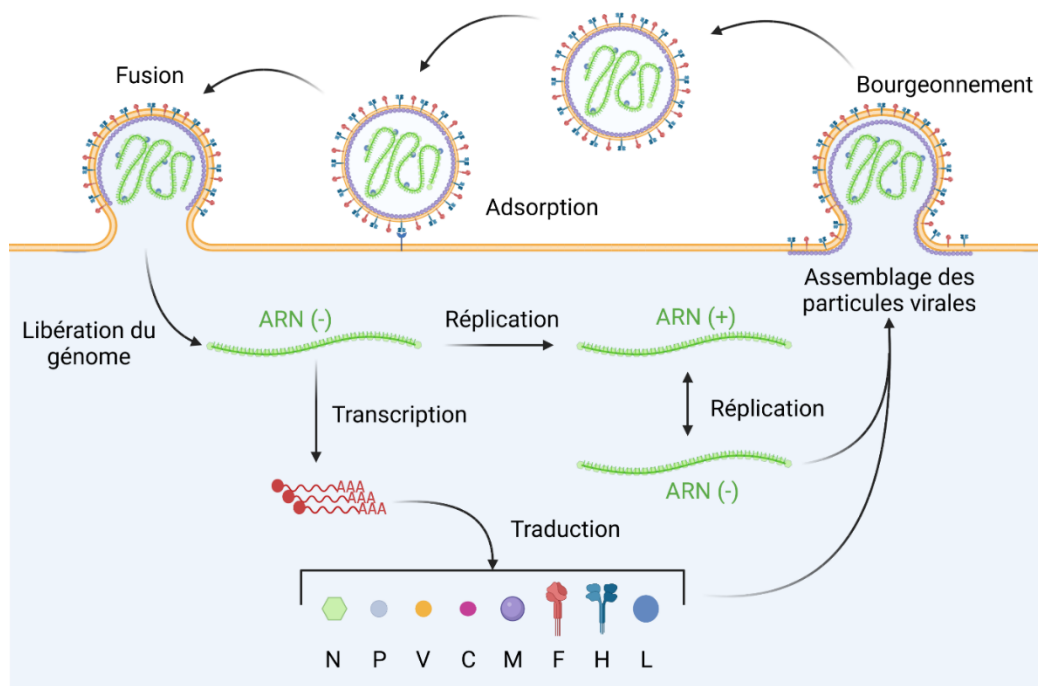 Fusion
Bourgeonnement
Adsorption
Assemblage des
particules virales
Libération du
génome
ARN (-)
Réplication
ARN (+)
Transcription
Réplication
ARN (-)
AAA
AAA
AAA
Traduction
N P V C M F H L